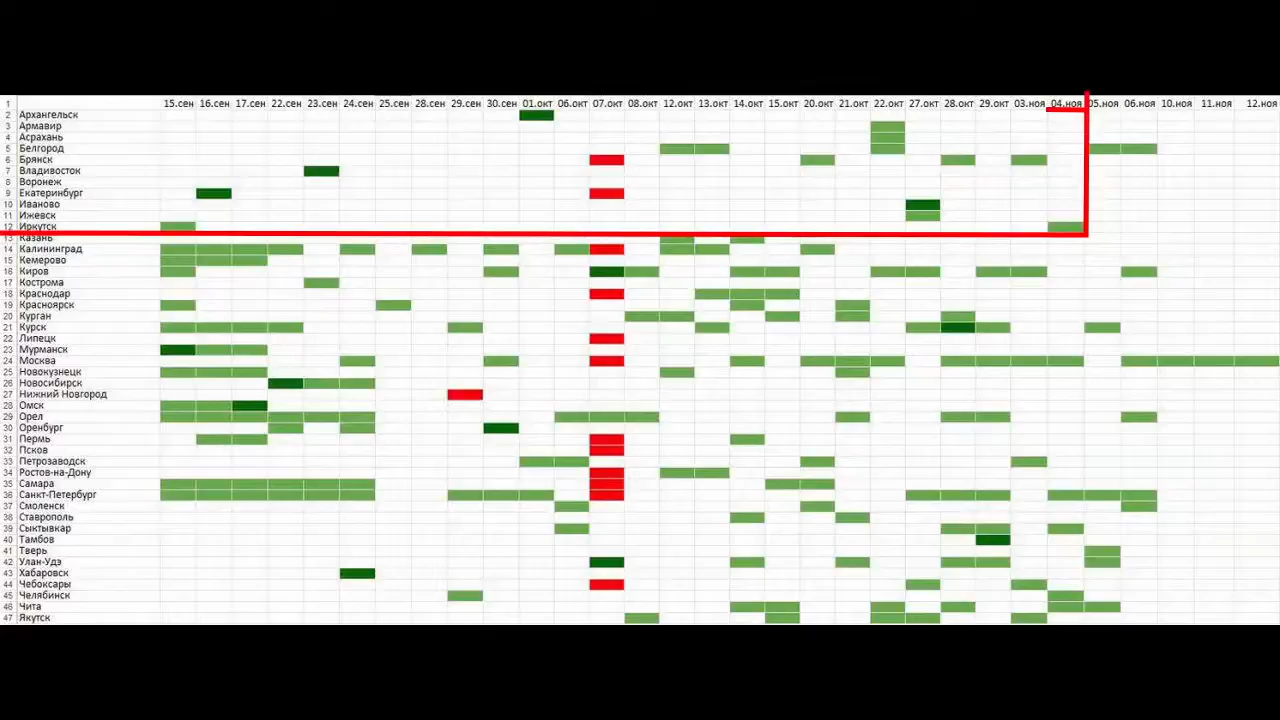 1 15.сен 16.сен 17.сен 22.сен 23.сен 24.сен 25.сен 28.сен 29.сен 30.сен 01.окт 06.окт 07.окт 08.окт 12.окт 13.окт 14.окт 15.окт 20.окт 21.окт 22.окт 27.окт 28.окт 29.окт 03.ноя 04.ноя 05.ноя 06.ноя 10.ноя 11.ноя 12.ноя
2 Архангельск
3 Армавир
4 Асрахань
5 Белгород
6 Брянск
7 Владивосток
8 Воронеж
9 Екатеринбург
10 Иваново
11 Ижевск
12 Иркутск
13 Казань
14 Калининград
15 Кемерово
16 Киров
17 Кострома
18 Краснодар
19 Красноярск
20 Курган
21 Курск
22 Липецк
23 Мурманск
24 Москва
25 Новокузнецк
26 Новосибирск
27 Нижний Новгород
28 Омск
29 Орел
30 Оренбург
31 Пермь
32 Псков
33 Петрозаводск
34 Ростов-на-Дону
35 Самара
36 Санкт-Петербург
37 Смоленск
38 Ставрополь
39 Сыктывкар
40 Тамбов
41 Тверь
42 Улан-Удэ
43 Хабаровск
44 Чебоксары
45 Челябинск
46 Чита
47 Якутск